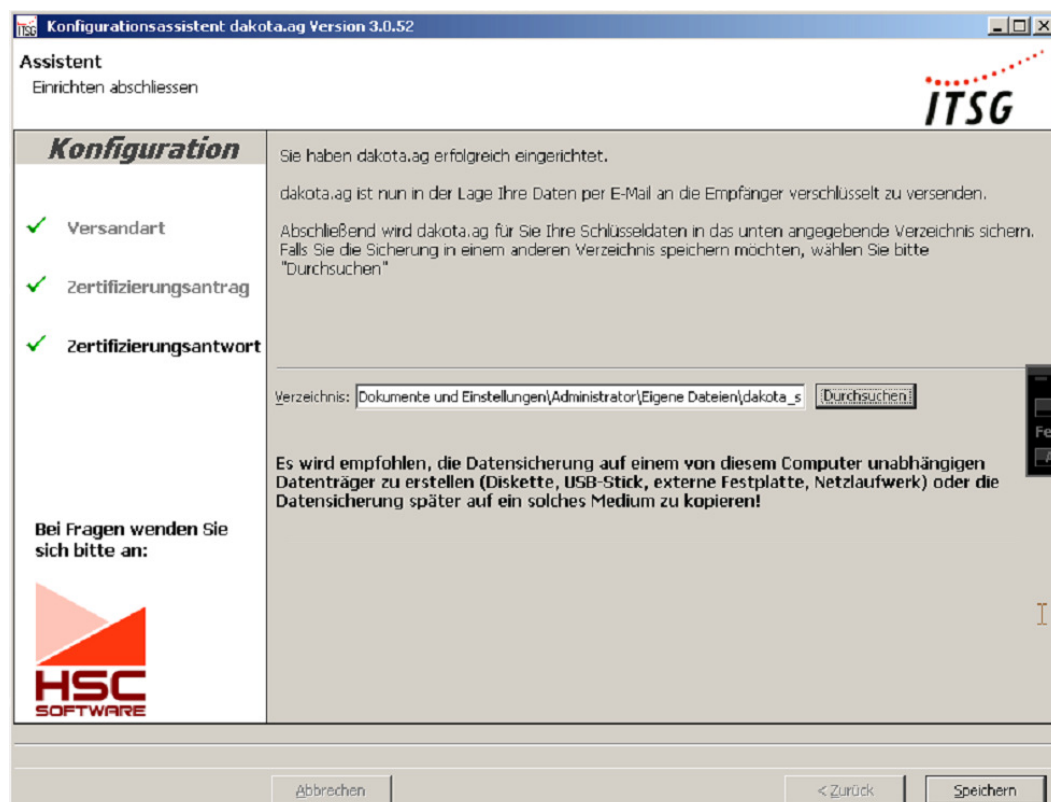 ITSG Konfigurationsassistent dakota.ag Version 3.0.52
Assistent
Einrichten abschliessen
ITSG
Konfiguration
Versandart
Zertifizierungsantrag
Zertifizierungsantwort
Bei Fragen wenden Sie
sich bitte an:
HSC
SOFTWARE
Sie haben dakota.ag erfolgreich eingerichtet.
dakota.ag ist nun in der Lage Ihre Daten per E-Mail an die Empfänger verschlüsselt zu versenden.
Abschließend wird dakota.ag für Sie Ihre Schlüsseldaten in das unten angegebende Verzeichnis sichern.
Falls Sie die Sicherung in einem anderen Verzeichnis speichern möchten, wählen Sie bitte
"Durchsuchen"
Verzeichnis: Dokumente und Einstellungen\Administrator\Eigene Dateien\dakota_s Durchsuchen
Es wird empfohlen, die Datensicherung auf einem von diesem Computer unabhängigen
Datenträger zu erstellen (Diskette, USB-Stick, externe Festplatte, Netzlaufwerk) oder die
Datensicherung später auf ein solches Medium zu kopieren!
Fe
Abbrechen < Zurück Speichern